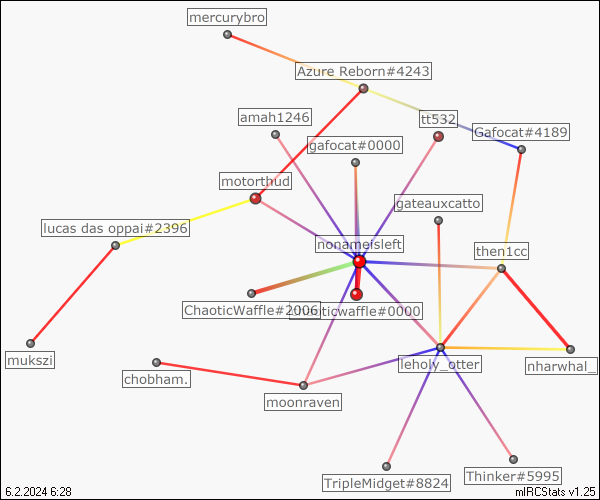 mercurybro
Azure Reborn#4243
amah1246
tt532
Gafocat#4189
gafocat#0000
motorthud
gateauxcatto
lucas das oppai#2396
nonameisleft
then1cc
ChaoticWaffle#2006
ticwaffle#0000
mukszi
leholy_otter
nharwhal_
chobham.
moonraven
TripleMidget#8824
Thinker#5995
6.2.2024 6:28
mIRCStats v1.25